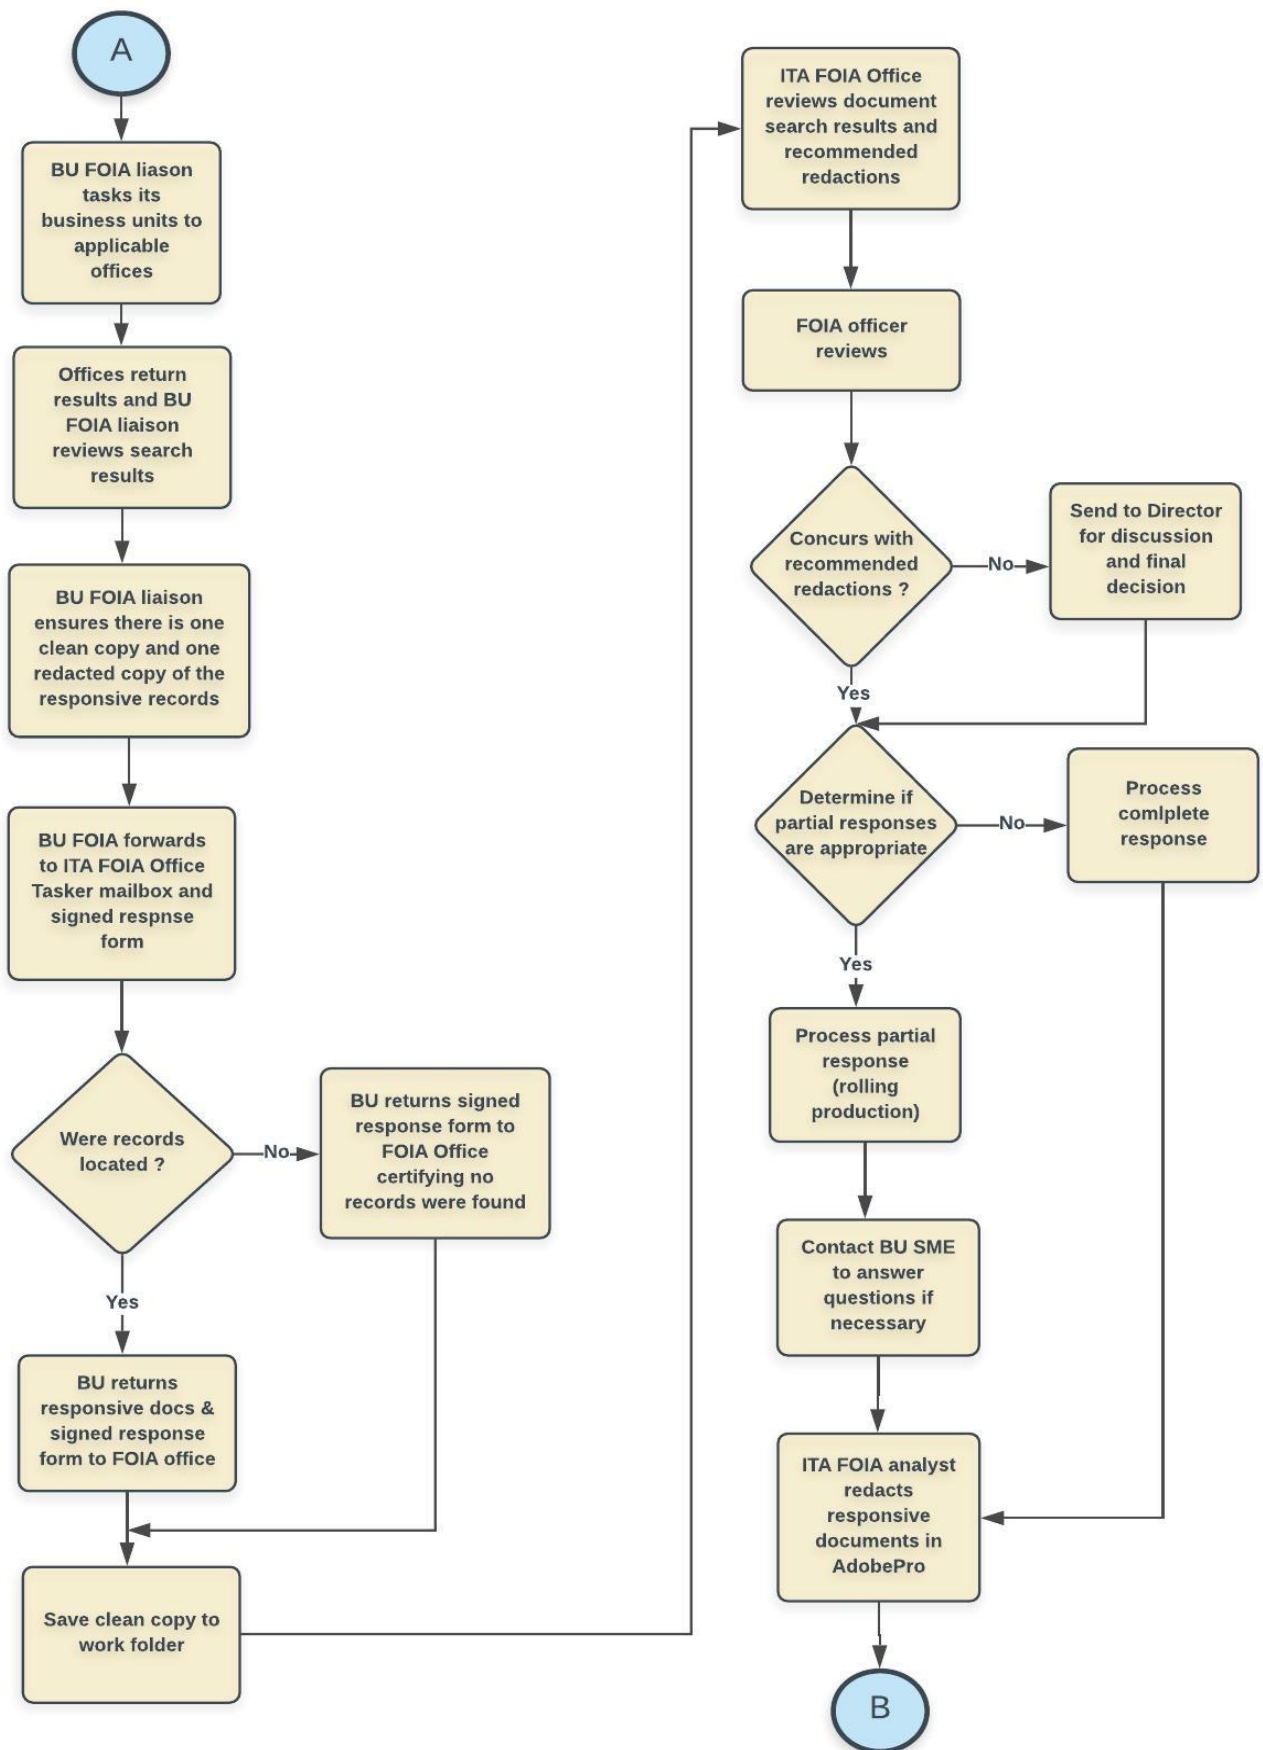 A
BU FOIA liason
tasks its
business units to
applicable
offices
Offices return
results and BU
FOIA liaison
reviews search
results
BU FOIA liaison
ensures there is one
clean copy and one
redacted copy of the
responsive records
BU FOIA forwards
to ITA FOIA Office
Tasker mailbox and
signed respnse
form
Were records
located ?
No
BU returns signed
response form to
FOIA Office
certifying no
records were found
Yes
BU returns
responsive docs &
signed response
form to FOIA office
Save clean copy to
work folder
ITA FOIA Office
reviews document
search results and
recommended
redactions
FOIA officer
reviews
Concurs with
recommended
redactions ?
No
Send to Director
for discussion
and final
decision
Yes
Determine if
partial responses
are appropriate
No
Process
comlplete
response
Yes
Process partial
response
(rolling
production)
Contact BU SME
to answer
questions if
necessary
ITA FOIA analyst
redacts
responsive
documents in
AdobePro
B